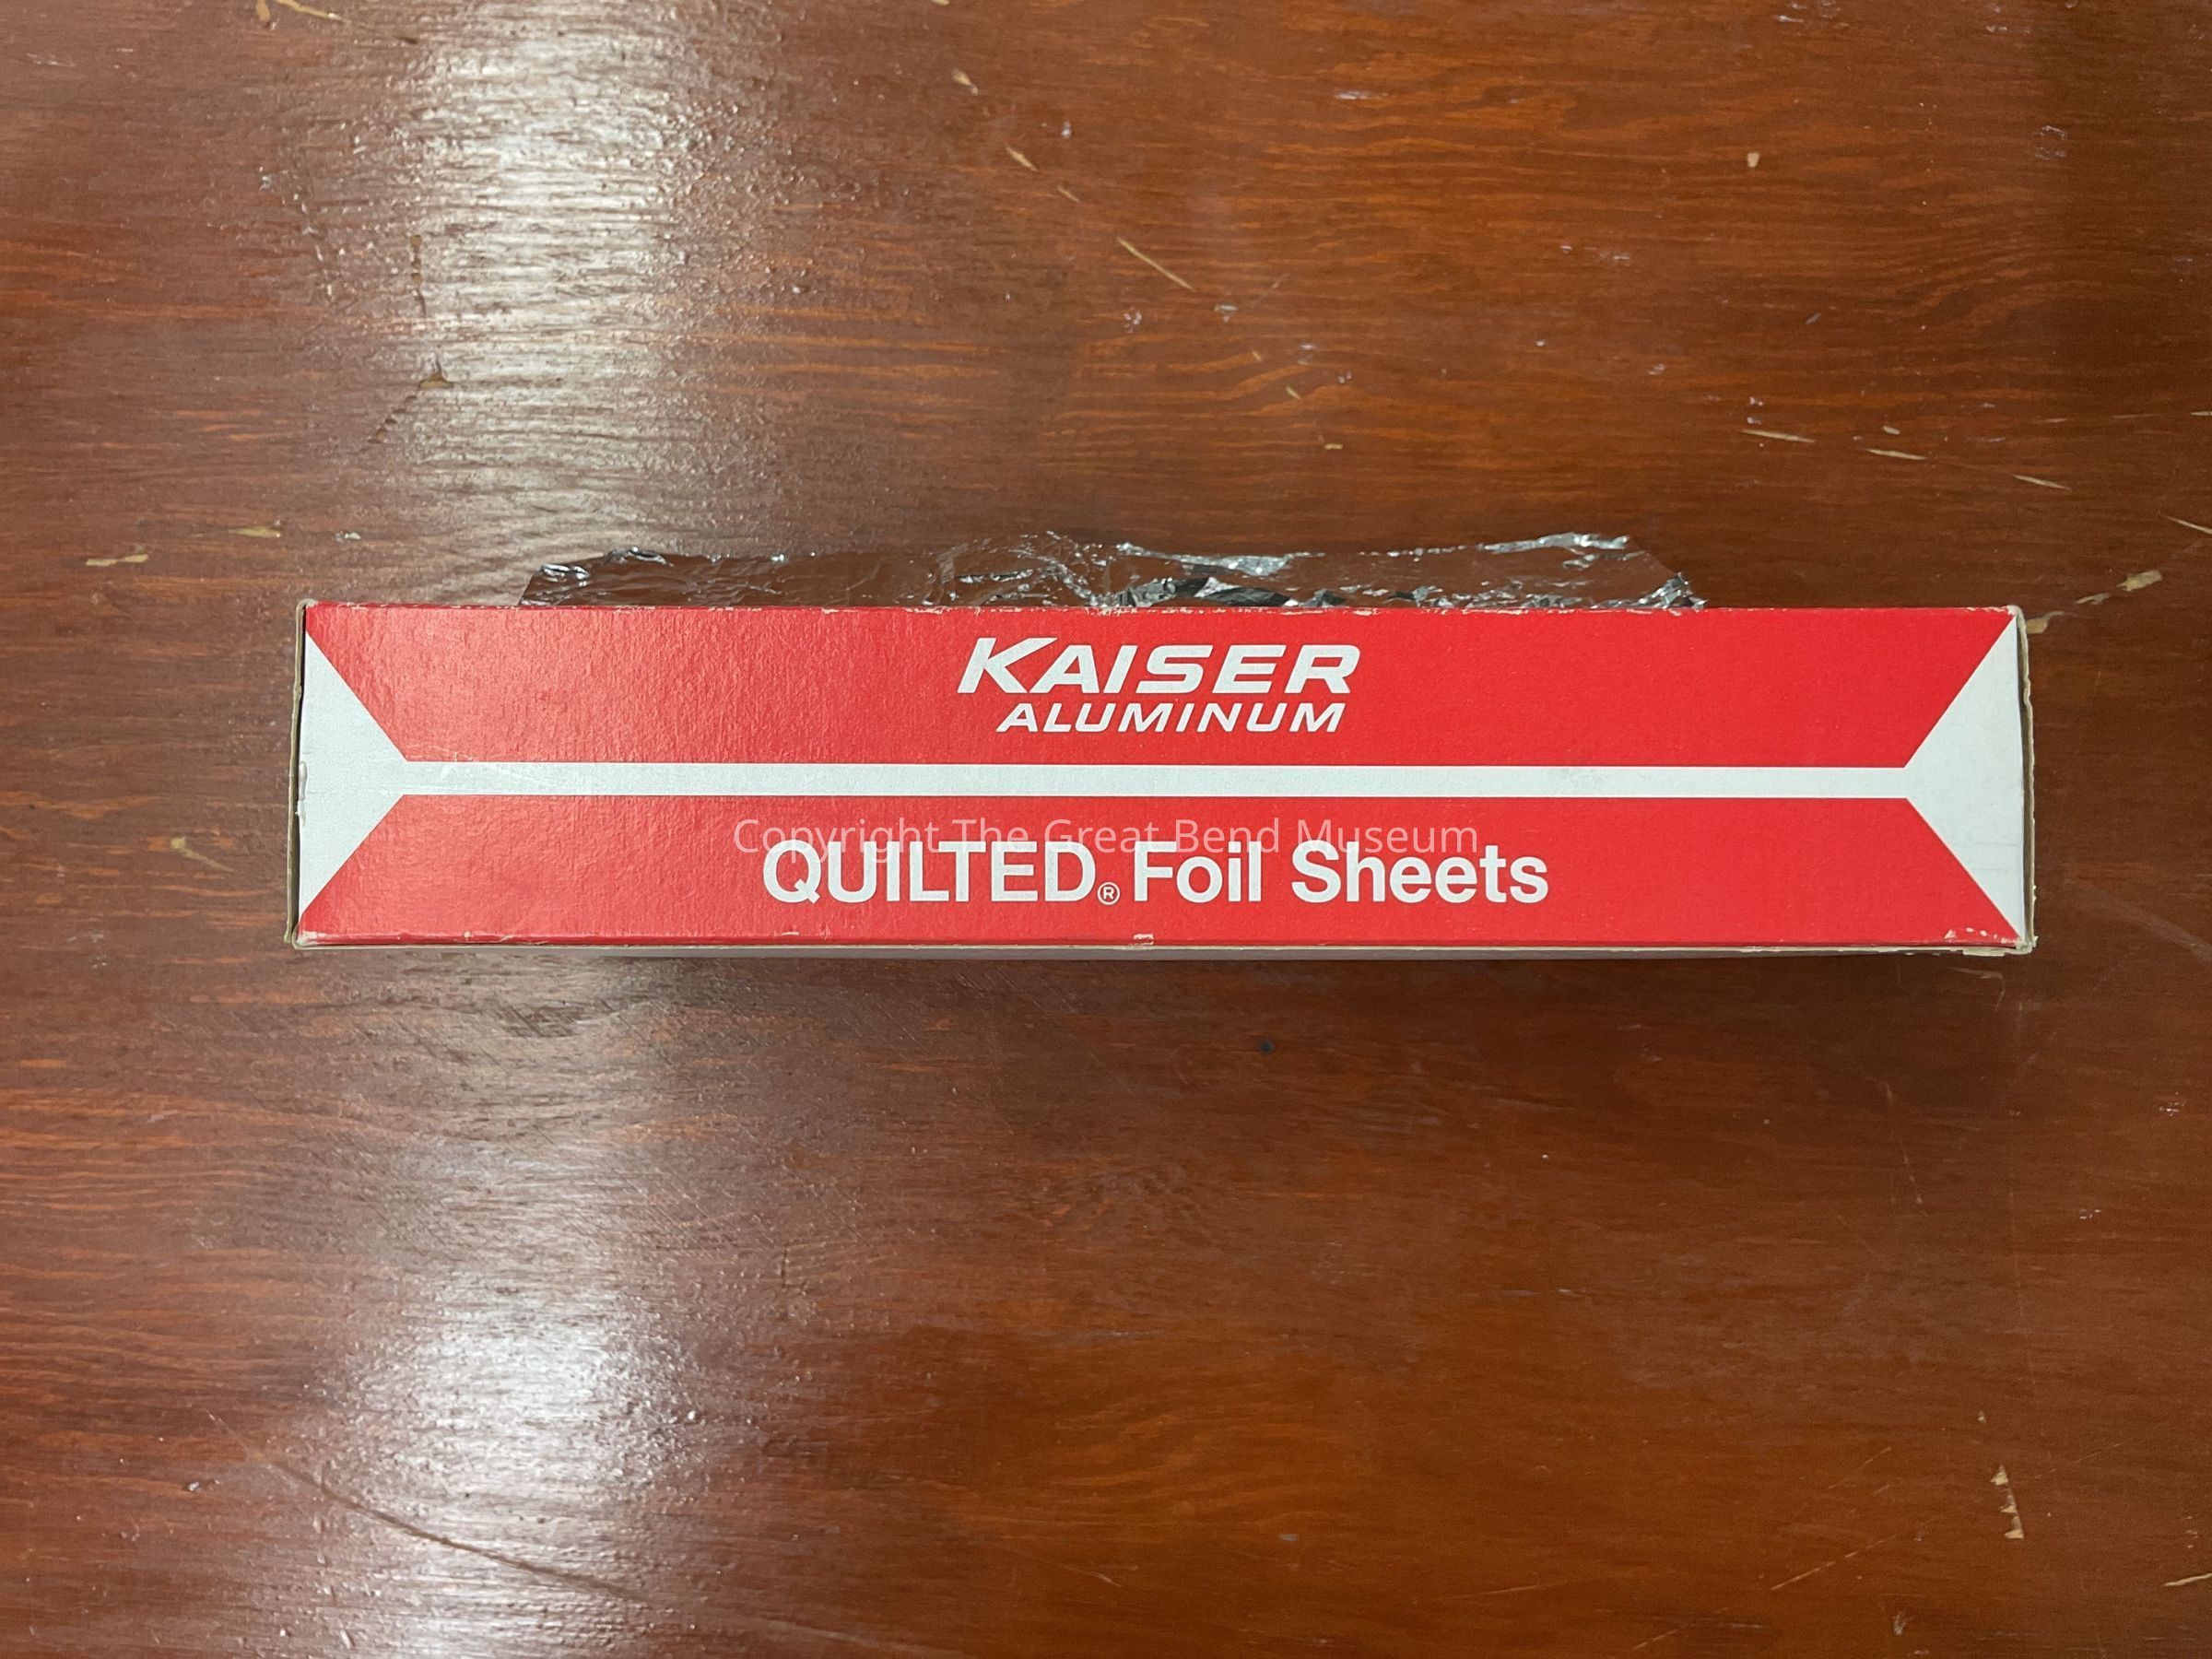 KAISER
ALUMINUM
Copyright The Great Bend Museum
QUILTED® Foil Sheets